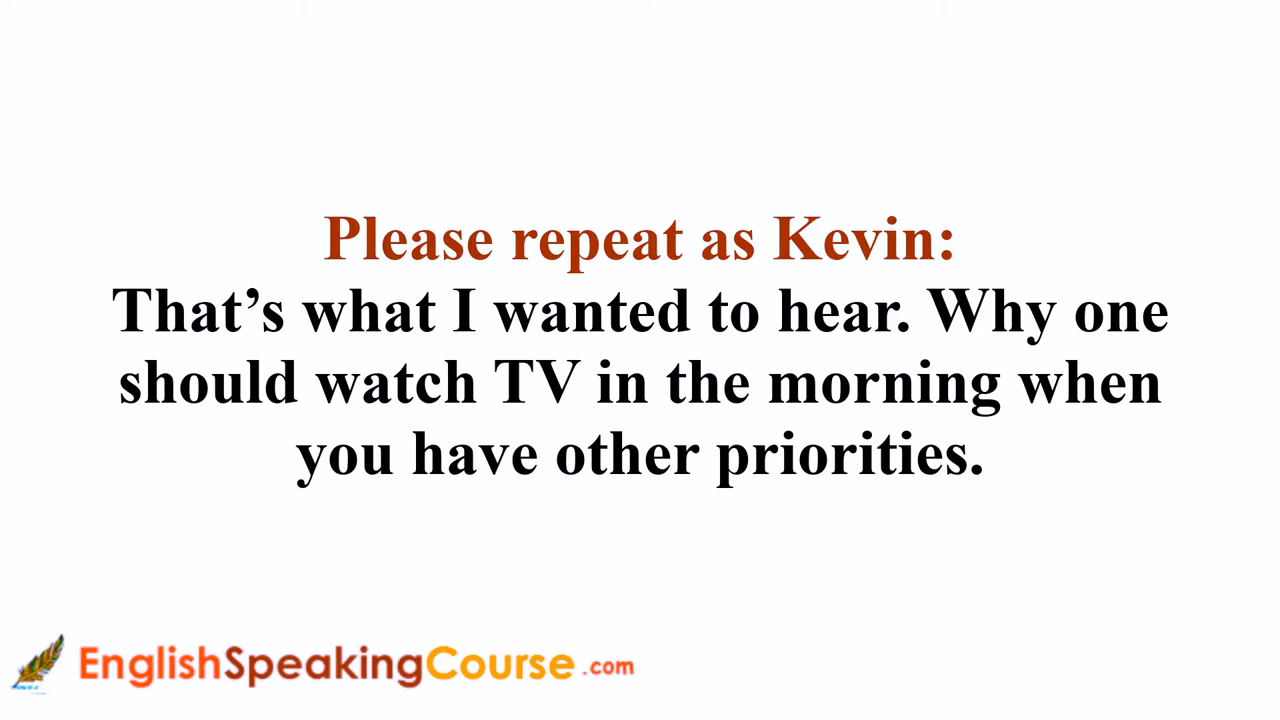 Please repeat as Kevin:
That’s what I wanted to hear. Why one
should watch TV in the morning when
you have other priorities.
EnglishSpeakingCourse.com